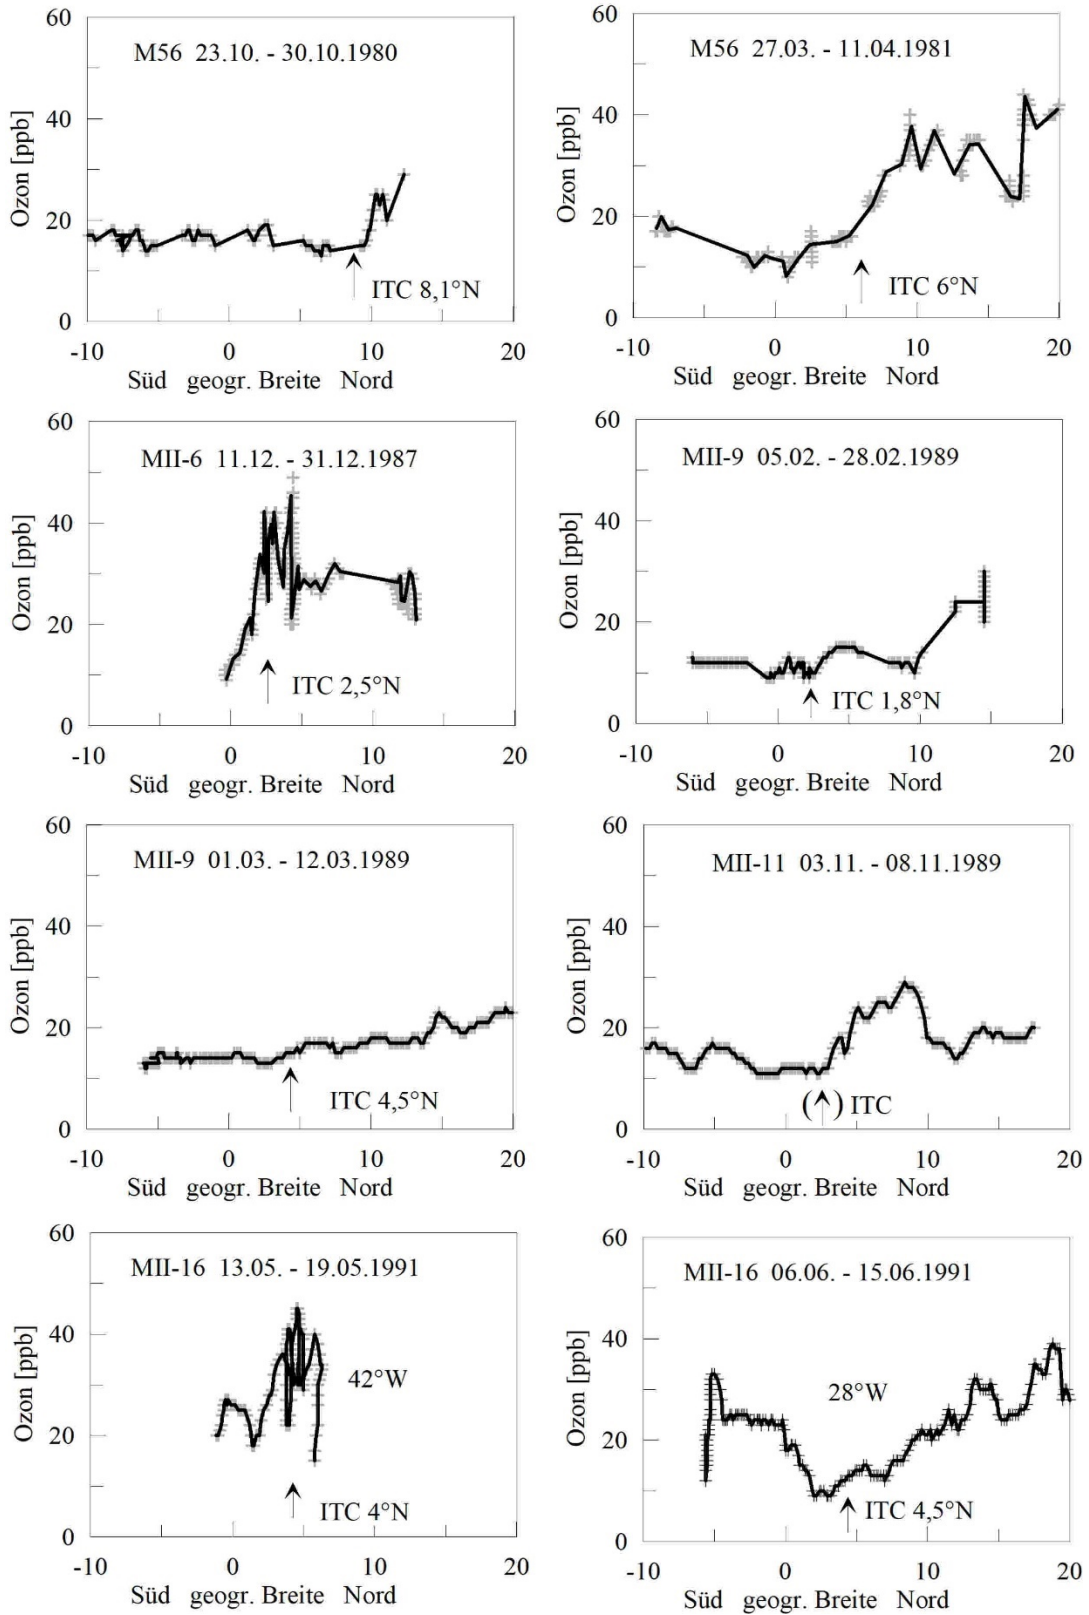 60
40
20
0
Ozon [ppb]
M56 23.10. - 30.10.1980
ITC 8,1°N
-10 0 10 20
Süd geogr. Breite Nord
60
40
20
0
Ozon [ppb]
M56 27.03. - 11.04.1981
ITC 6°N
-10 0 10 20
Süd geogr. Breite Nord
60
40
20
0
Ozon [ppb]
MII-6 11.12. - 31.12.1987
ITC 2,5°N
-10 0 10 20
Süd geogr. Breite Nord
60
40
20
0
Ozon [ppb]
MII-9 05.02. - 28.02.1989
ITC 1,8°N
-10 0 10 20
Süd geogr. Breite Nord
60
40
20
0
Ozon [ppb]
MII-9 01.03. - 12.03.1989
ITC 4,5°N
-10 0 10 20
Süd geogr. Breite Nord
60
40
20
0
Ozon [ppb]
MII-11 03.11. - 08.11.1989
( ) ITC
-10 0 10 20
Süd geogr. Breite Nord
60
40
20
0
Ozon [ppb]
MII-16 13.05. - 19.05.1991
42°W
ITC 4°N
-10 0 10 20
Süd geogr. Breite Nord
60
40
20
0
Ozon [ppb]
MII-16 06.06. - 15.06.1991
28°W
ITC 4,5°N
-10 0 10 20
Süd geogr. Breite Nord